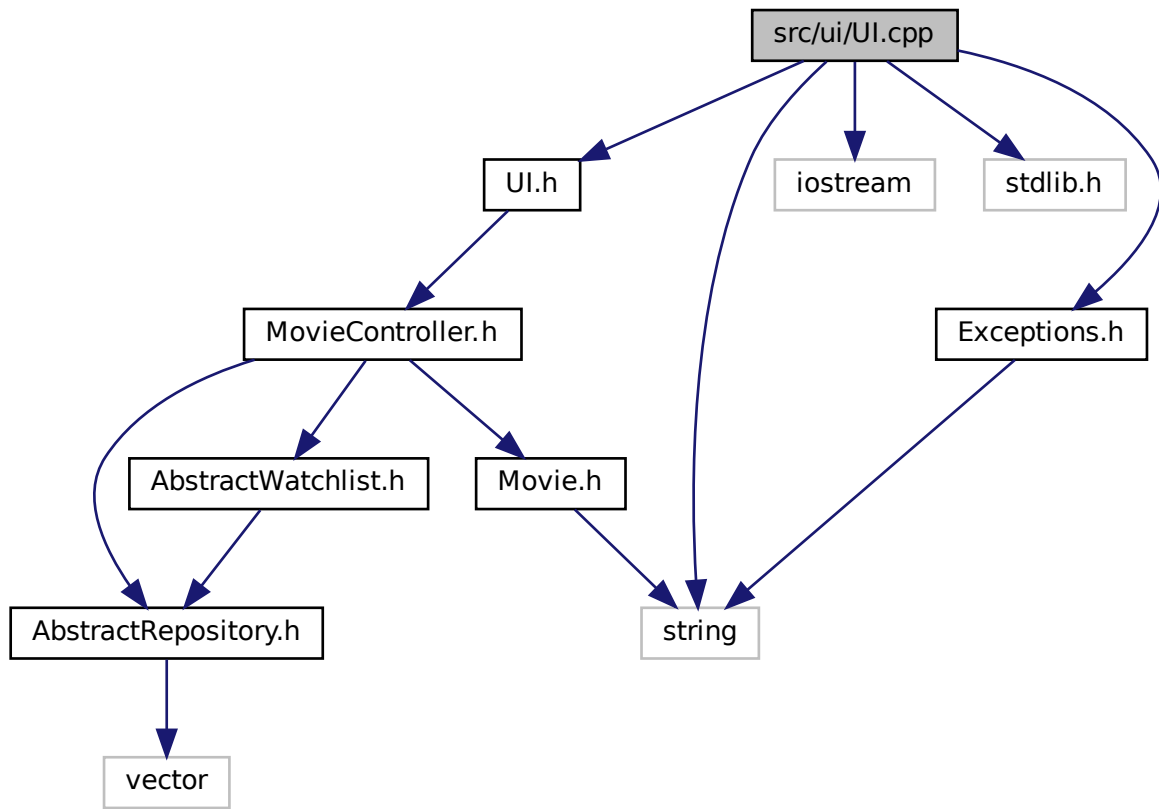 src/ui/UI.cpp
UI.h
iostream
stdlib.h
MovieController.h
Exceptions.h
AbstractWatchlist.h
Movie.h
AbstractRepository.h
string
vector